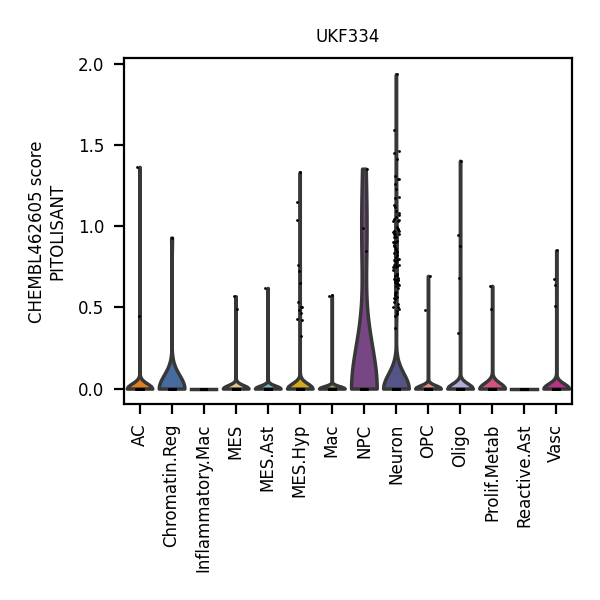 UKF334
CHEMBL462605 score
PITOLISANT
2.0
1.5
1.0
0.5
0.0
AC
Chromatin.Reg
Inflammatory.Mac
MES
MES.Ast
MES.Hyp
Mac
NPC
Neuron
OPC
Oligo
Prolif.Metab
Reactive.Ast
Vasc